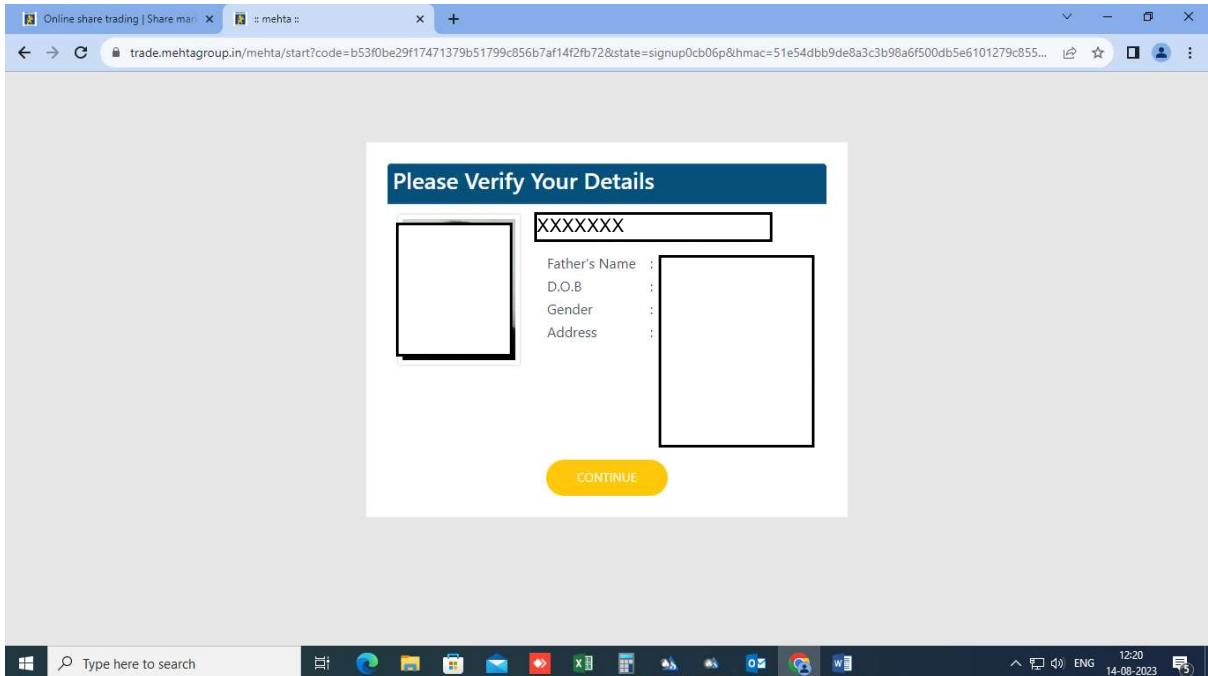 Online share trading | Share mar
:: mehta ::
trade.mehtagroup.in/mehta/start?code=b53f0be29f17471379b51799c856b7af14f2fb72&state=signup0cb06p&hmac=51e54dbb9de8a3c3b98a6f500db5e6101279c855...
Please Verify Your Details
XXXXXXX
Father's Name :
D.O.B :
Gender :
Address :
CONTINUE
Type here to search
ENG
12:20
14-08-2023
5